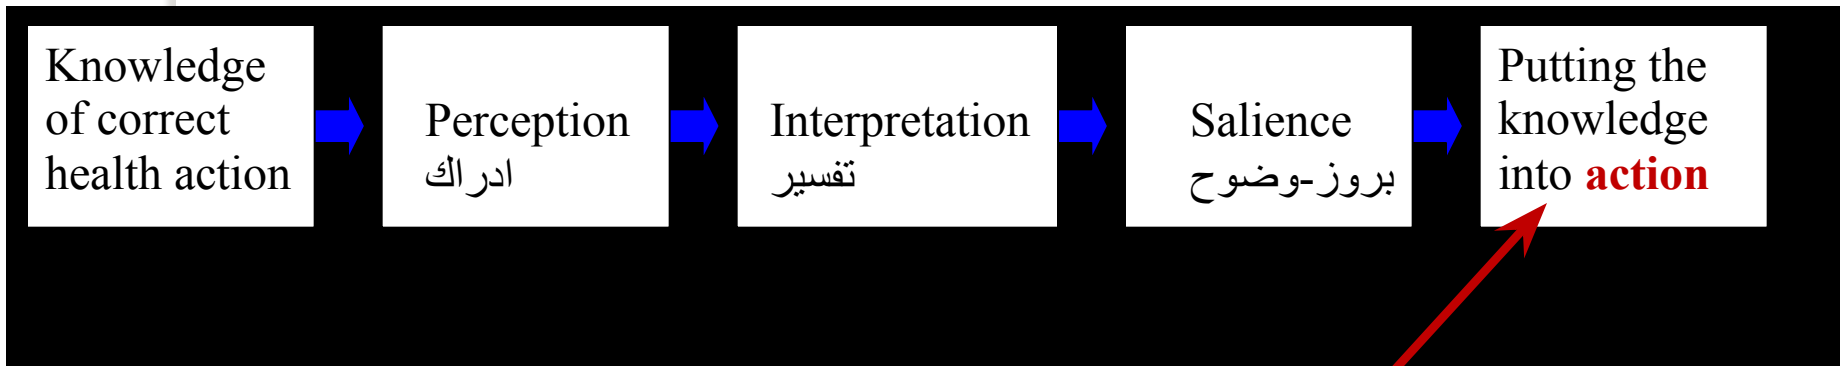 Knowledge
of correct
health action
Perception
ادراك
Interpretation
تفسير
Salience
بروز-وضوح
Putting the
knowledge
into action